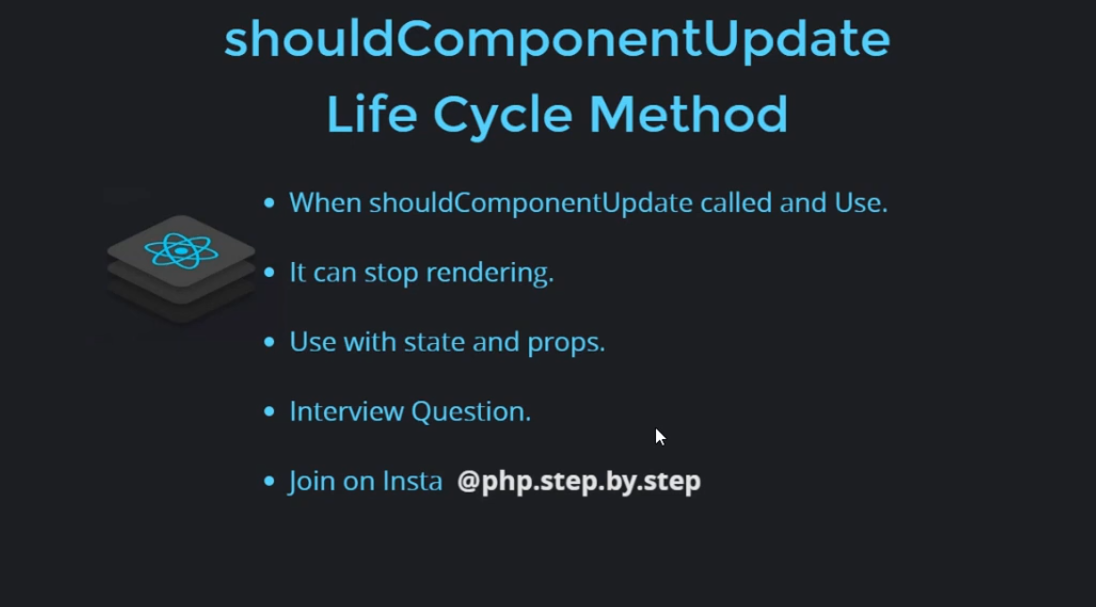 shouldComponentUpdate
Life Cycle Method
When shouldComponentUpdate called and Use.
It can stop rendering.
Use with state and props.
Interview Question.
Join on Insta @php.step.by.step